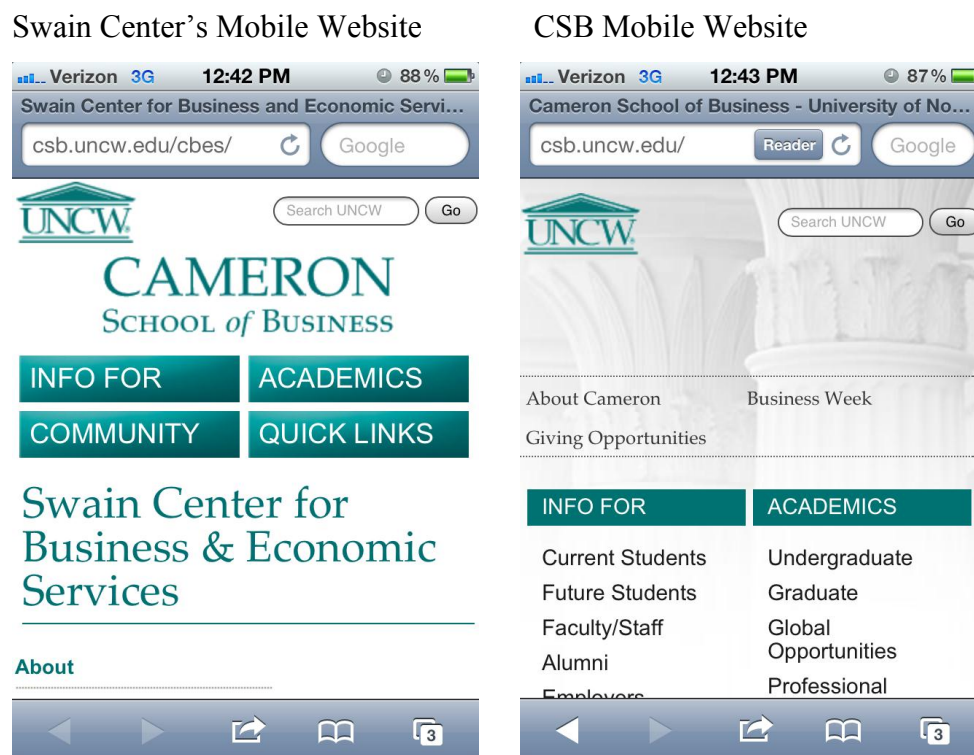 Swain Center’s Mobile Website
Verizon 3G 12:42 PM 88%
Swain Center for Business and Economic Servi...
csb.uncw.edu/cbes/ Google
UNCW Search UNCW Go
CAMERON
SCHOOL of BUSINESS
INFO FOR ACADEMICS
COMMUNITY QUICK LINKS
Swain Center for
Business & Economic
Services
About
3
CSB Mobile Website
Verizon 3G 12:43 PM 87%
Cameron School of Business - University of No...
csb.uncw.edu/ Reader Google
UNCW Search UNCW Go
About Cameron Business Week
Giving Opportunities
INFO FOR ACADEMICS
Current Students Undergraduate
Future Students Graduate
Faculty/Staff Global
Opportunities
Alumni Professional
Employers
3